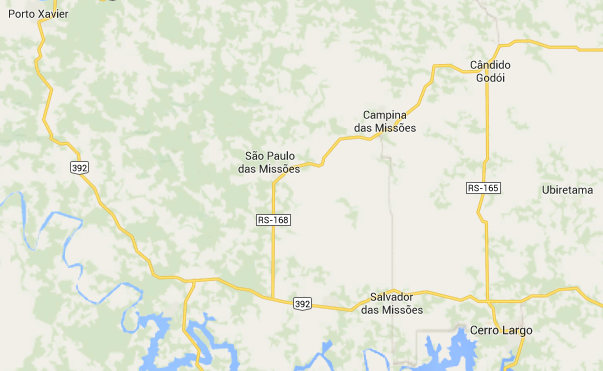 Porto Xavier
Cândido
Godói
Campina
das Missões
São Paulo
das Missões
392
RS-165
Ubiretama
RS-168
392
Salvador
das Missões
Cerro Largo